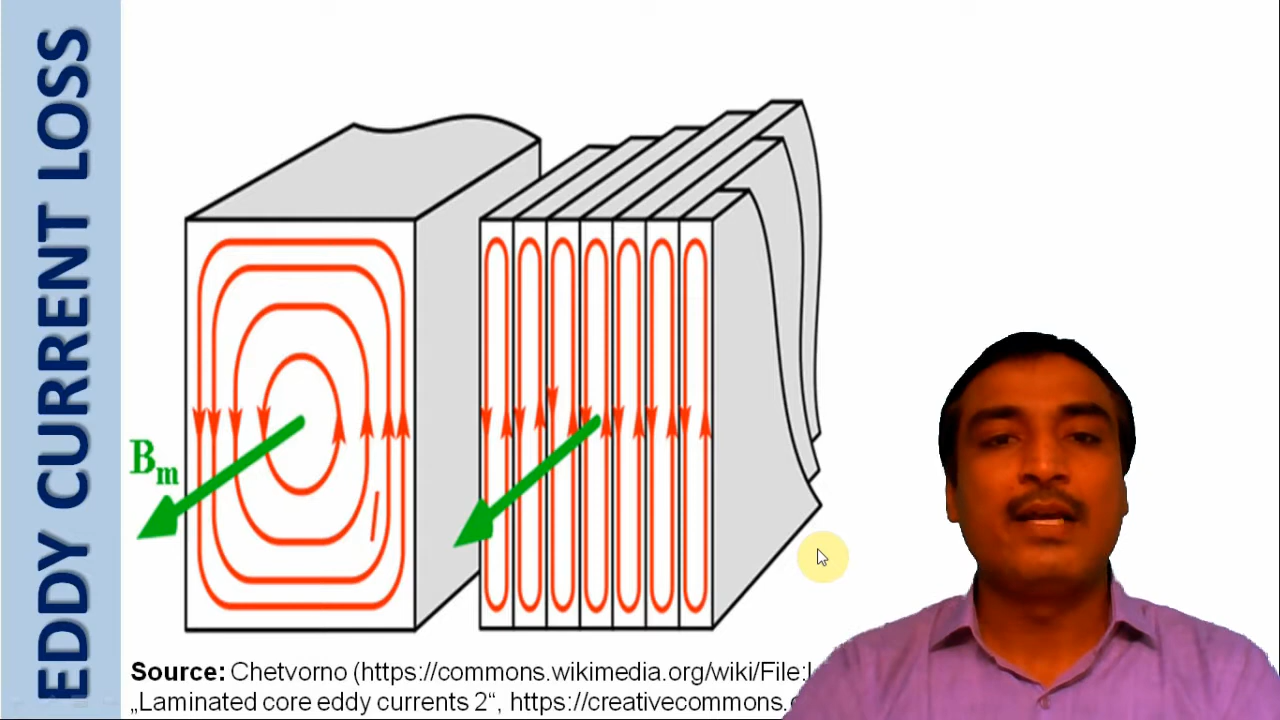 EDDY CURRENT LOSS
Bm
Source: Chetvorno (https://commons.wikimedia.org/wiki/File:
„Laminated core eddy currents 2“, https://creativecommons.